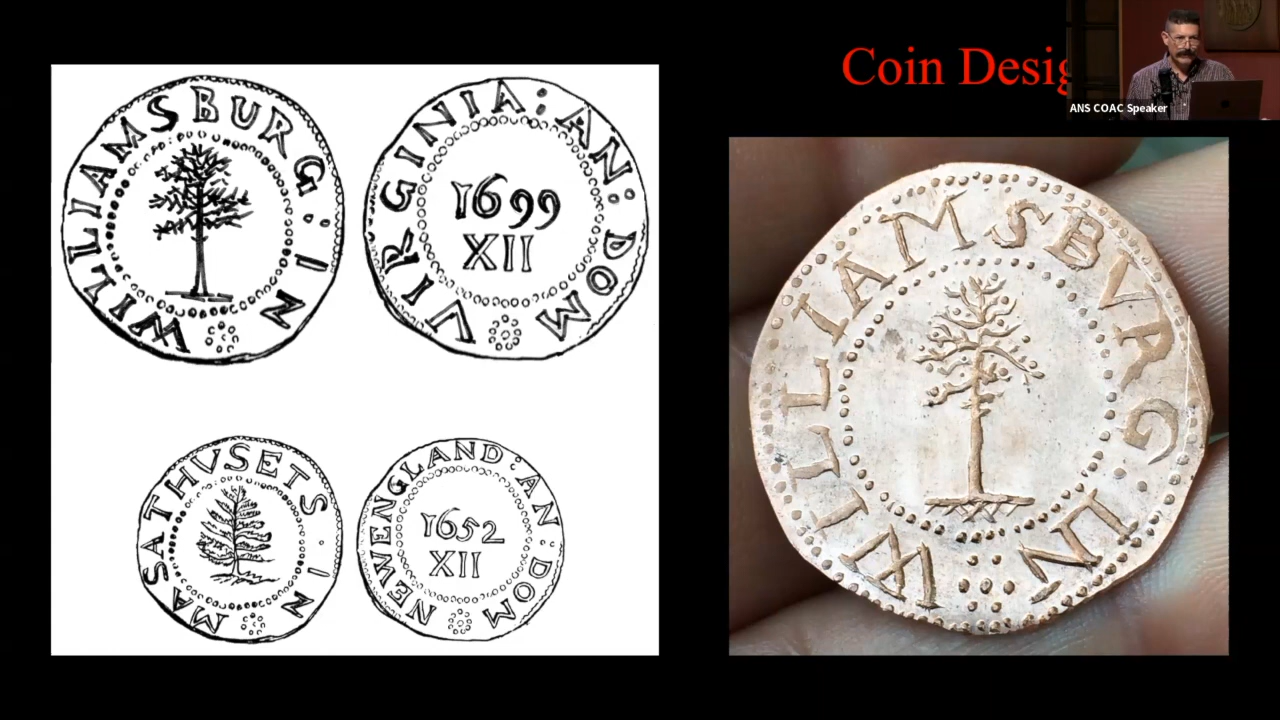 Coin Desig
ANS COAC Speaker
WILLIAMSBURG: IN
VIRGINIA: AN: DOM
1699
XII
MASATHVSETS · IN
NEWENGLAND: AN: DOM
1652
XII
WILLIAMSBVRG: IN